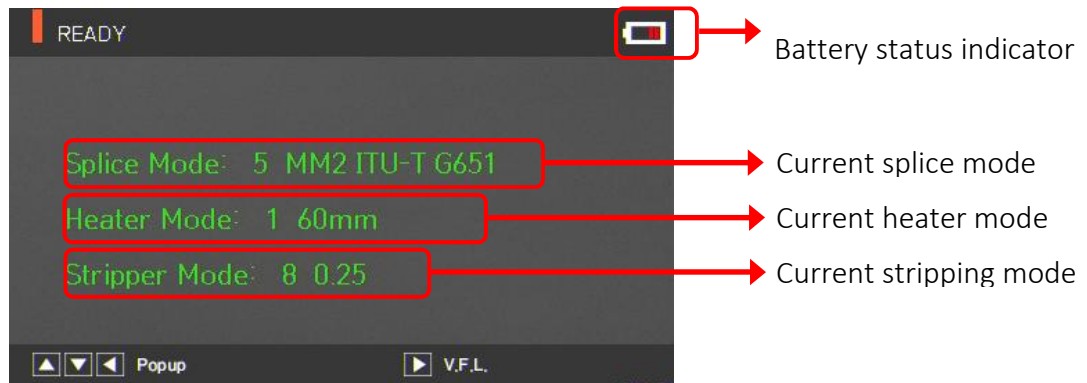 READY
Battery status indicator
Splice Mode: 5 MM2 ITU-T G651
Current splice mode
Heater Mode: 1 60mm
Current heater mode
Stripper Mode: 8 0.25
Current stripping mode
Popup
V.F.L.